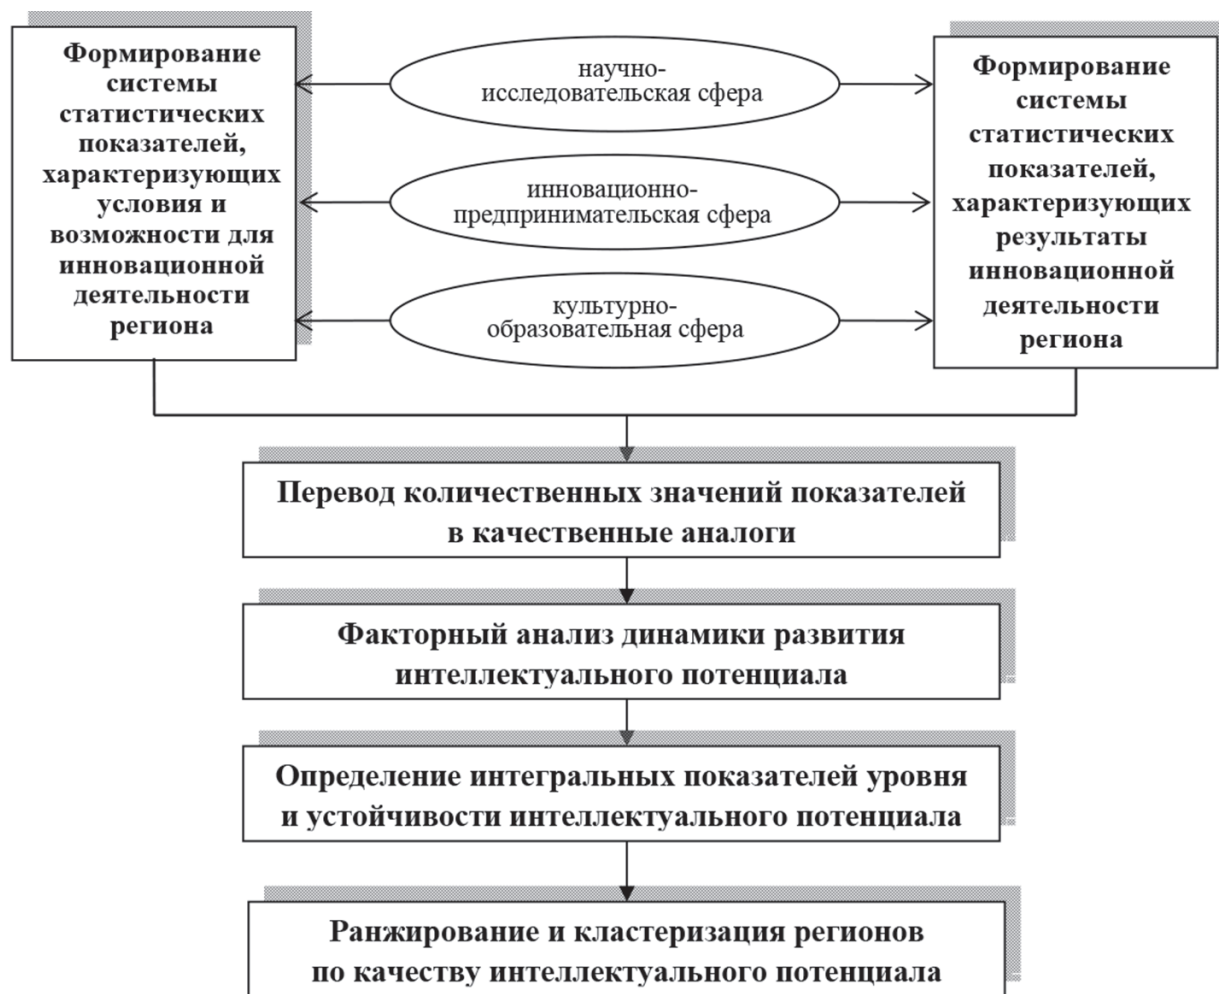 Формирование
системы
статистических
показателей,
характеризующих
условия и
возможности для
инновационной
деятельности
региона
научно-
исследовательская сфера
инновационно-
предпринимательская сфера
культурно-
образовательная сфера
Формирование
системы
статистических
показателей,
характеризующих
результаты
инновационной
деятельности
региона
Перевод количественных значений показателей
в качественные аналоги
Факторный анализ динамики развития
интеллектуального потенциала
Определение интегральных показателей уровня
и устойчивости интеллектуального потенциала
Ранжирование и кластеризация регионов
по качеству интеллектуального потенциала